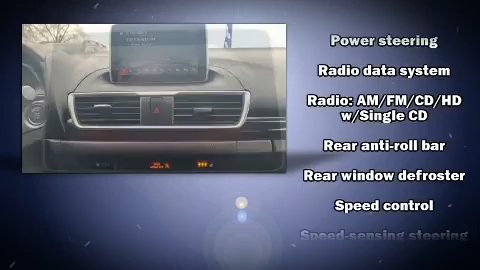 Power steering
Radio data system
Radio: AM/FM/CD/HD
w/Single CD
Rear anti-roll bar
Rear window defroster
Speed control
Speed-sensing steering